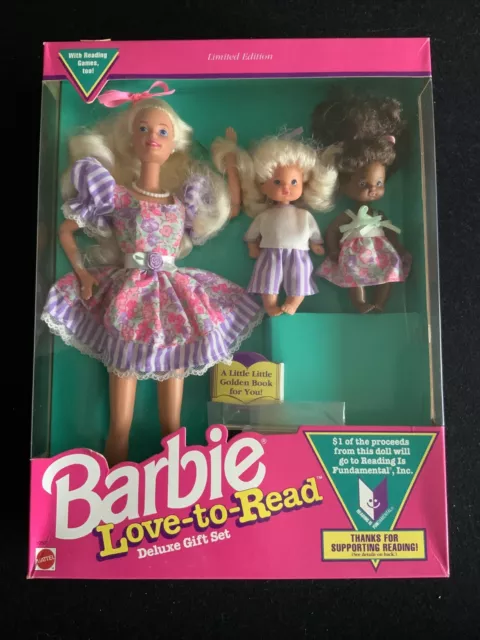 Limited Edition
With Reading
Games,
too!
A Little Little
Golden Book
for You!
Barbie®
Love-to-Read™
Deluxe Gift Set
MATTEL
$1 of the proceeds
from this doll will
go to Reading Is
Fundamental®, Inc.
THANKS FOR
SUPPORTING READING!
(See details on back.)